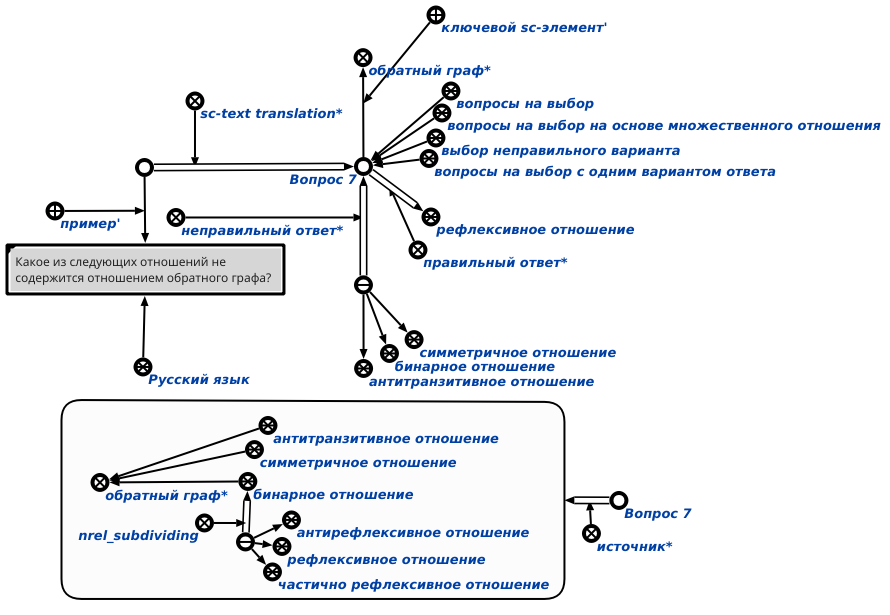 ключевой sc-элемент'
обратный граф*
вопросы на выбор
sc-text translation*
вопросы на выбор на основе множественного отношения
выбор неправильного варианта
вопросы на выбор с одним вариантом ответа
Вопрос 7
пример'
неправильный ответ*
рефлексивное отношение
Какое из следующих отношений не
содержится отношением обратного графа?
правильный ответ*
симметричное отношение
бинарное отношение
Русский язык
антитранзитивное отношение
антитранзитивное отношение
симметричное отношение
обратный граф*
бинарное отношение
Вопрос 7
nrel_subdividing
антирефлексивное отношение
источник*
рефлексивное отношение
частично рефлексивное отношение